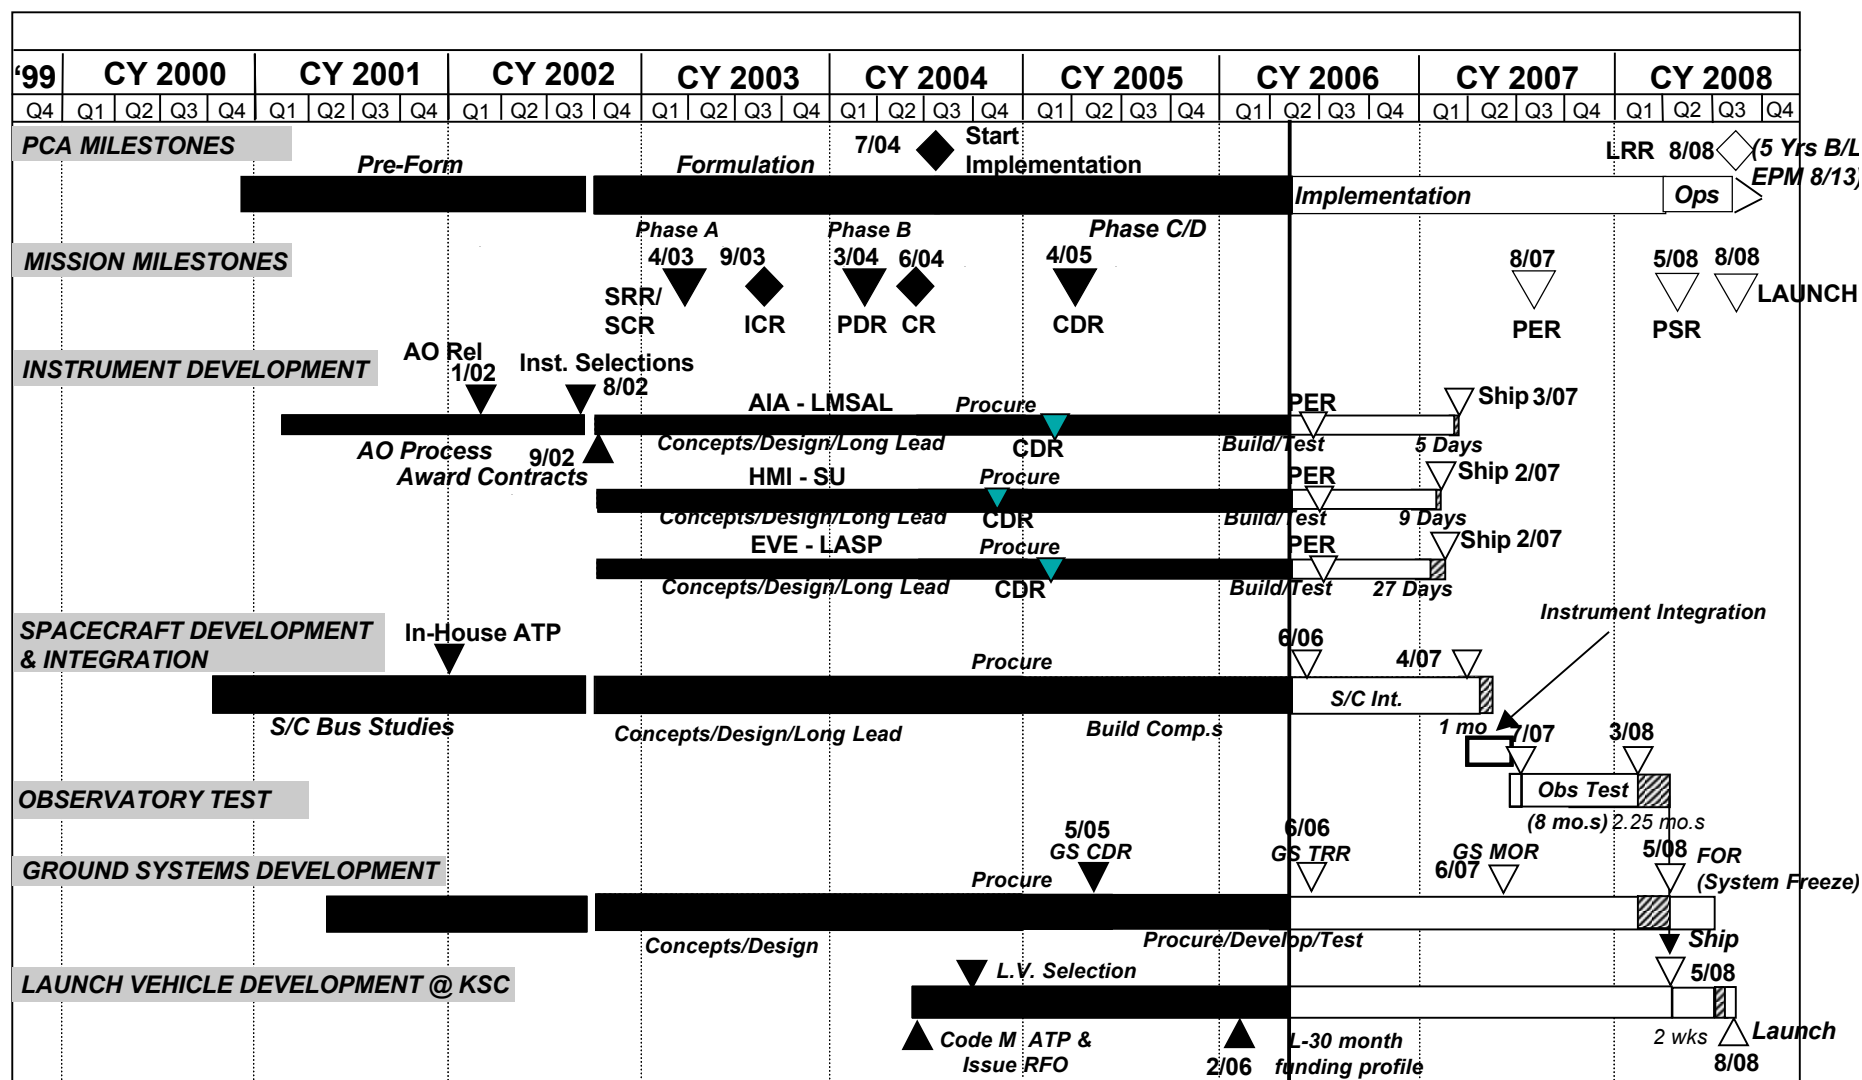 ‘99 CY 2000 CY 2001 CY 2002 CY 2003 CY 2004 CY 2005 CY 2006 CY 2007 CY 2008
Q4 Q1 Q2 Q3 Q4 Q1 Q2 Q3 Q4 Q1 Q2 Q3 Q4 Q1 Q2 Q3 Q4 Q1 Q2 Q3 Q4 Q1 Q2 Q3 Q4 Q1 Q2 Q3 Q4 Q1 Q2 Q3 Q4 Q1 Q2 Q3 Q4
PCA MILESTONES
7/04
Start
Implementation
LRR 8/08
(5 Yrs B/L
EPM 8/13)
Pre-Form
Formulation
Implementation
Ops
Phase A
Phase B
Phase C/D
MISSION MILESTONES
4/03 9/03 3/04 6/04 4/05 8/07 5/08 8/08
SRR/
SCR
ICR
PDR
CR
CDR
PER
PSR
LAUNCH
INSTRUMENT DEVELOPMENT
AO Rel
1/02
Inst. Selections
8/02
AIA - LMSAL
Procure
PER
Ship 3/07
AO Process
9/02
Award Contracts
Concepts/Design/Long Lead
CDR
Build/Test
5 Days
HMI - SU
Procure
PER
Ship 2/07
Concepts/Design/Long Lead
CDR
Build/Test
9 Days
EVE - LASP
Procure
PER
Ship 2/07
Concepts/Design/Long Lead
CDR
Build/Test
27 Days
Instrument Integration
SPACECRAFT DEVELOPMENT
& INTEGRATION
In-House ATP
Procure
6/06
4/07
S/C Int.
S/C Bus Studies
Concepts/Design/Long Lead
Build Comp.s
1 mo
7/07
3/08
OBSERVATORY TEST
Obs Test
(8 mo.s) 2.25 mo.s
GROUND SYSTEMS DEVELOPMENT
Procure
5/05
GS CDR
6/06
GS TRR
GS MOR
6/07
5/08
FOR
(System Freeze)
Concepts/Design
Procure/Develop/Test
Ship
LAUNCH VEHICLE DEVELOPMENT @ KSC
L.V. Selection
5/08
Code M ATP &
Issue RFO
2/06
L-30 month
funding profile
2 wks
Launch
8/08